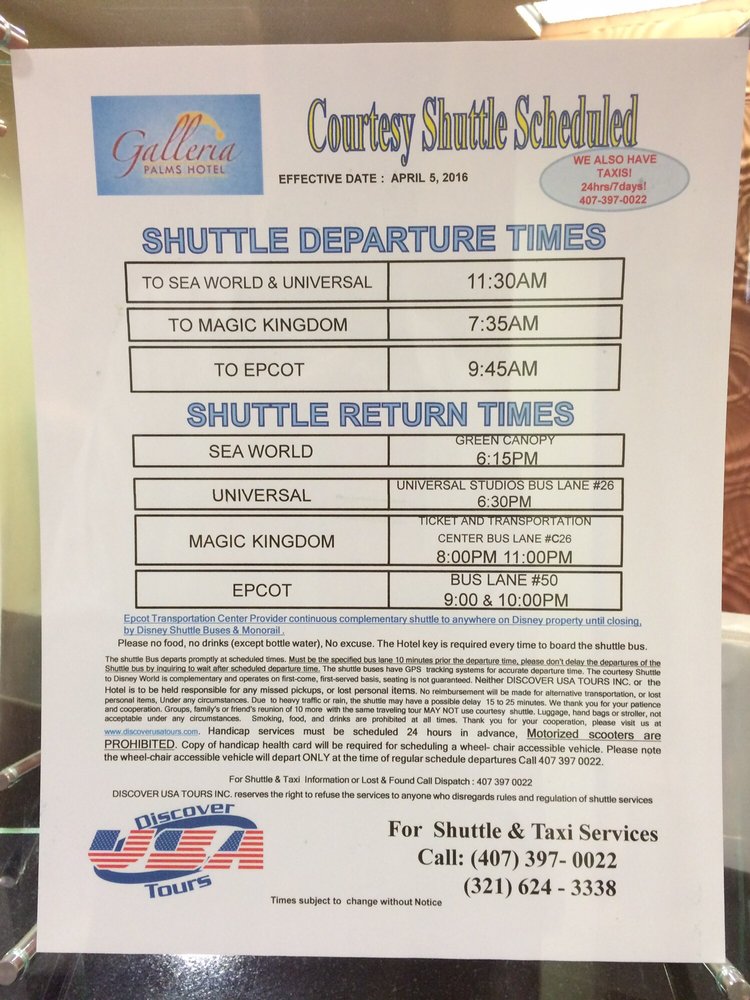 Galleria
PALMS HOTEL
Courtesy Shuttle Scheduled
EFFECTIVE DATE : APRIL 5, 2016
WE ALSO HAVE
TAXIS!
24hrs/7days!
407-397-0022
SHUTTLE DEPARTURE TIMES
TO SEA WORLD & UNIVERSAL 11:30AM
TO MAGIC KINGDOM 7:35AM
TO EPCOT 9:45AM
SHUTTLE RETURN TIMES
SEA WORLD
GREEN CANOPY
6:15PM
UNIVERSAL
UNIVERSAL STUDIOS BUS LANE #26
6:30PM
MAGIC KINGDOM
TICKET AND TRANSPORTATION
CENTER BUS LANE #C26
8:00PM 11:00PM
EPCOT
BUS LANE #50
9:00 & 10:00PM
Epcot Transportation Center Provider continuous complementary shuttle to anywhere on Disney property until closing,
by Disney Shuttle Buses & Monorail .
Please no food, no drinks (except bottle water), No excuse. The Hotel key is required every time to board the shuttle bus.
The shuttle Bus departs promptly at scheduled times. Must be the specified bus lane 10 minutes prior the departure time, please don't delay the departures of the
Shuttle bus by inquiring to wait after scheduled departure time. The shuttle buses have GPS tracking systems for accurate departure time. The courtesy Shuttle
to Disney World is complementary and operates on first-come, first-served basis, seating is not guaranteed. Neither DISCOVER USA TOURS INC. or the
Hotel is to be held responsible for any missed pickups, or lost personal items. No reimbursement will be made for alternative transportation, or lost
personal items, Under any circumstances. Due to heavy traffic or rain, the shuttle may have a possible delay 15 to 25 minutes. We thank you for your patience
and cooperation. Groups, family's or friend's reunion of 10 more with the same traveling tour MAY NOT use courtesy shuttle. Luggage, hand bags or stroller, not
acceptable under any circumstances. Smoking, food, and drinks are prohibited at all times. Thank you for your cooperation, please visit us at
www.discoverusatours.com. Handicap services must be scheduled 24 hours in advance, Motorized scooters are
PROHIBITED. Copy of handicap health card will be required for scheduling a wheel- chair accessible vehicle. Please note
the wheel-chair accessible vehicle will depart ONLY at the time of regular schedule departures Call 407 397 0022.
For Shuttle & Taxi Information or Lost & Found Call Dispatch : 407 397 0022
DISCOVER USA TOURS INC. reserves the right to refuse the services to anyone who disregards rules and regulation of shuttle services
Discover
USA
Tours
For Shuttle & Taxi Services
Call: (407) 397- 0022
(321) 624 - 3338
Times subject to change without Notice